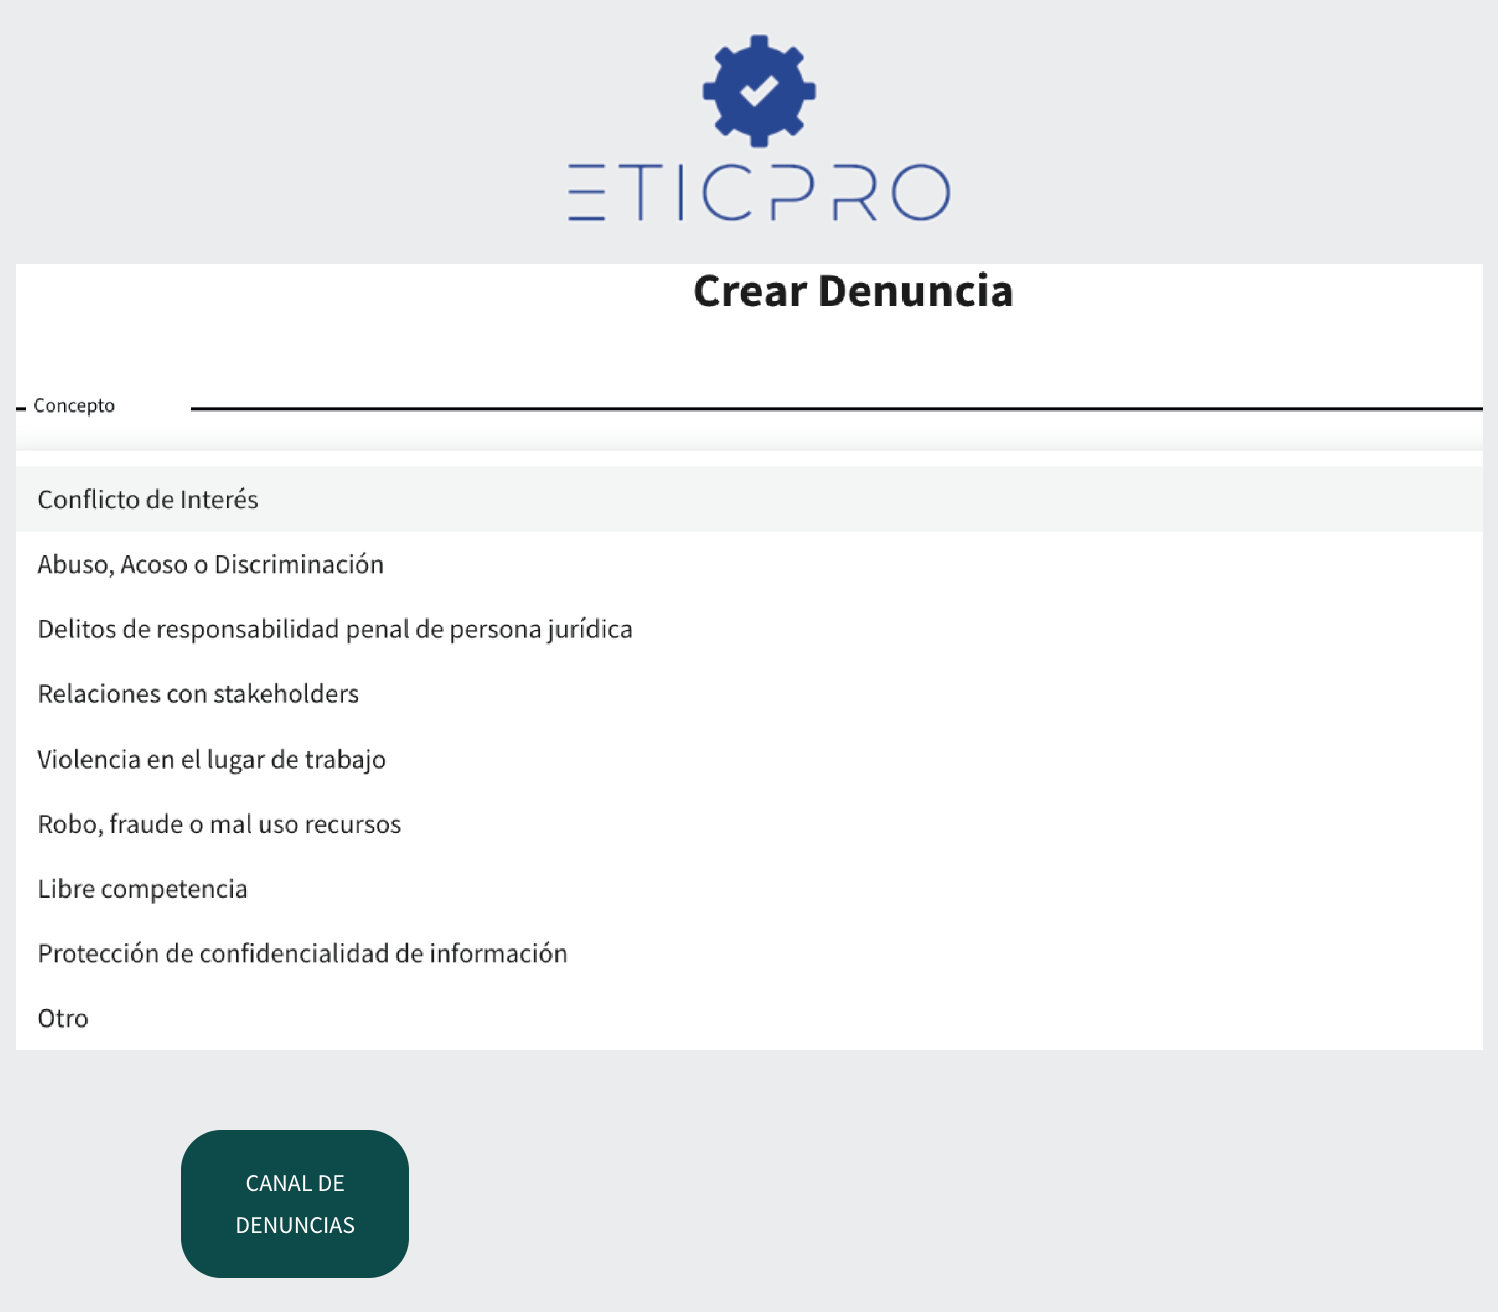 ETICPRO
Crear Denuncia
Concepto
Conflicto de Interés
Abuso, Acoso o Discriminación
Delitos de responsabilidad penal de persona jurídica
Relaciones con stakeholders
Violencia en el lugar de trabajo
Robo, fraude o mal uso recursos
Libre competencia
Protección de confidencialidad de información
Otro
CANAL DE
DENUNCIAS